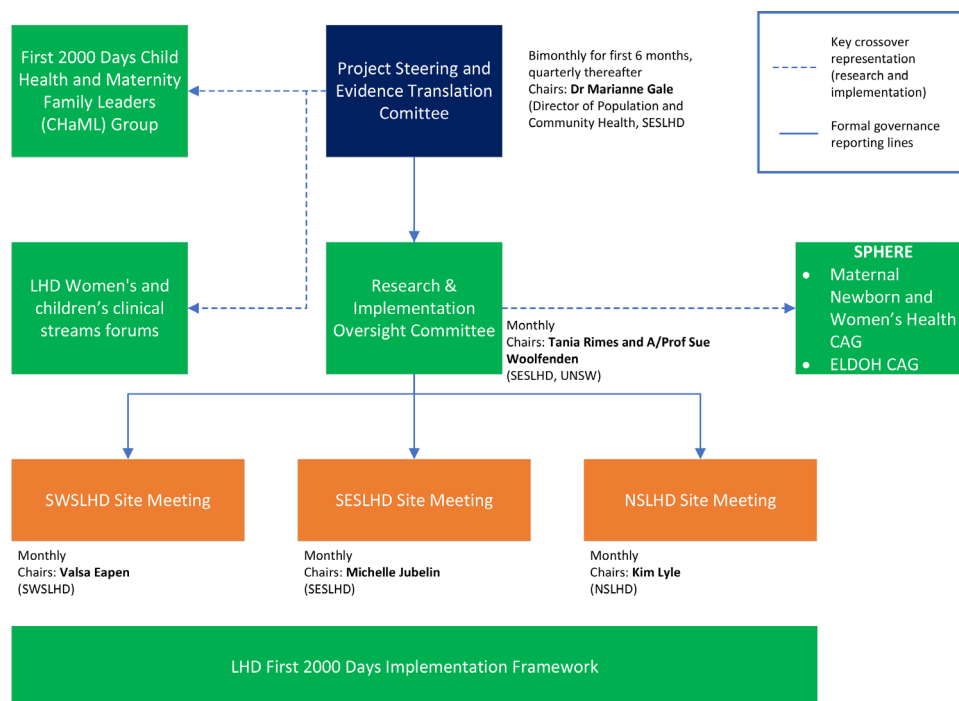 First 2000 Days Child
Health and Maternity
Family Leaders
(CHaML) Group
Project Steering and
Evidence Translation
Comittee
Bimonthly for first 6 months,
quarterly thereafter
Chairs: Dr Marianne Gale
(Director of Population and
Community Health, SESLHD
Key crossover
representation
(research and
implementation)
Formal governance
reporting lines
LHD Women's and
children’s clinical
streams forums
Research &
Implementation
Oversight Committee
Monthly
Chairs: Tania Rimes and A/Prof Sue
Woolfenden
(SESLHD, UNSW)
SPHERE
• Maternal
Newborn and
Women’s Health
CAG
• ELDOH CAG
SWSLHD Site Meeting
Monthly
Chairs: Valsa Eapen
(SWSLHD)
SESLHD Site Meeting
Monthly
Chairs: Michelle Jubelin
(SESLHD)
NSLHD Site Meeting
Monthly
Chairs: Kim Lyle
(NSLHD)
LHD First 2000 Days Implementation Framework